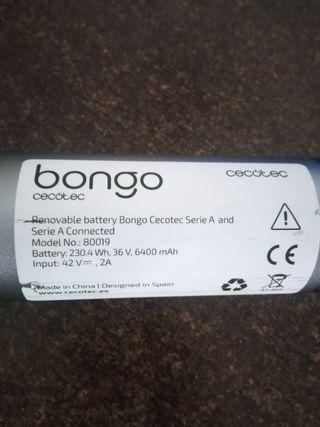 bongo
cecotec
cecotec
Renovable battery Bongo Cecotec Serie A and
Serie A Connected
Model No.: 80019
Battery: 230.4 Wh, 36 V, 6400 mAh
Input: 42 V⎓, 2A
CE
Made in China | Designed in Spain
www.cecotec.es